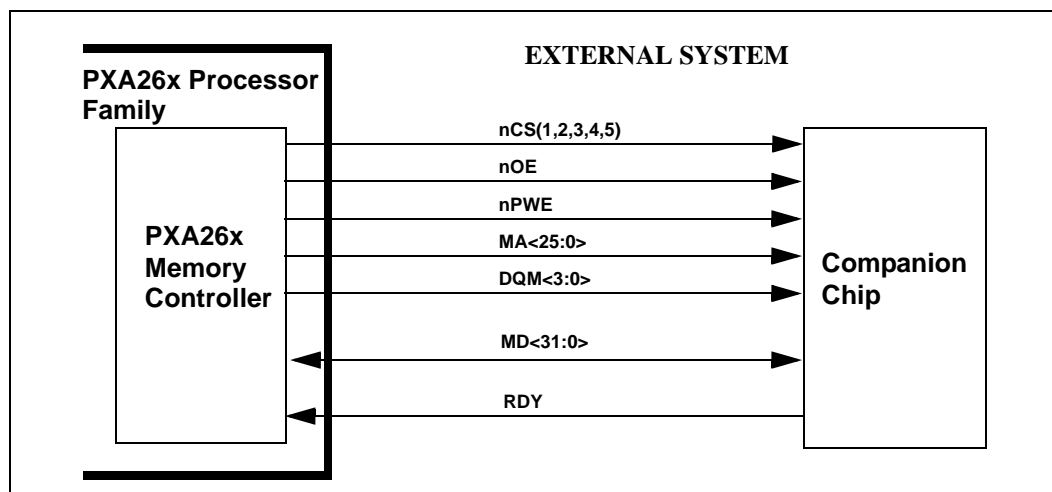 EXTERNAL SYSTEM
PXA26x Processor
Family
nCS(1,2,3,4,5)
nOE
nPWE
MA<25:0>
DQM<3:0>
MD<31:0>
RDY
PXA26x
Memory
Controller
Companion
Chip